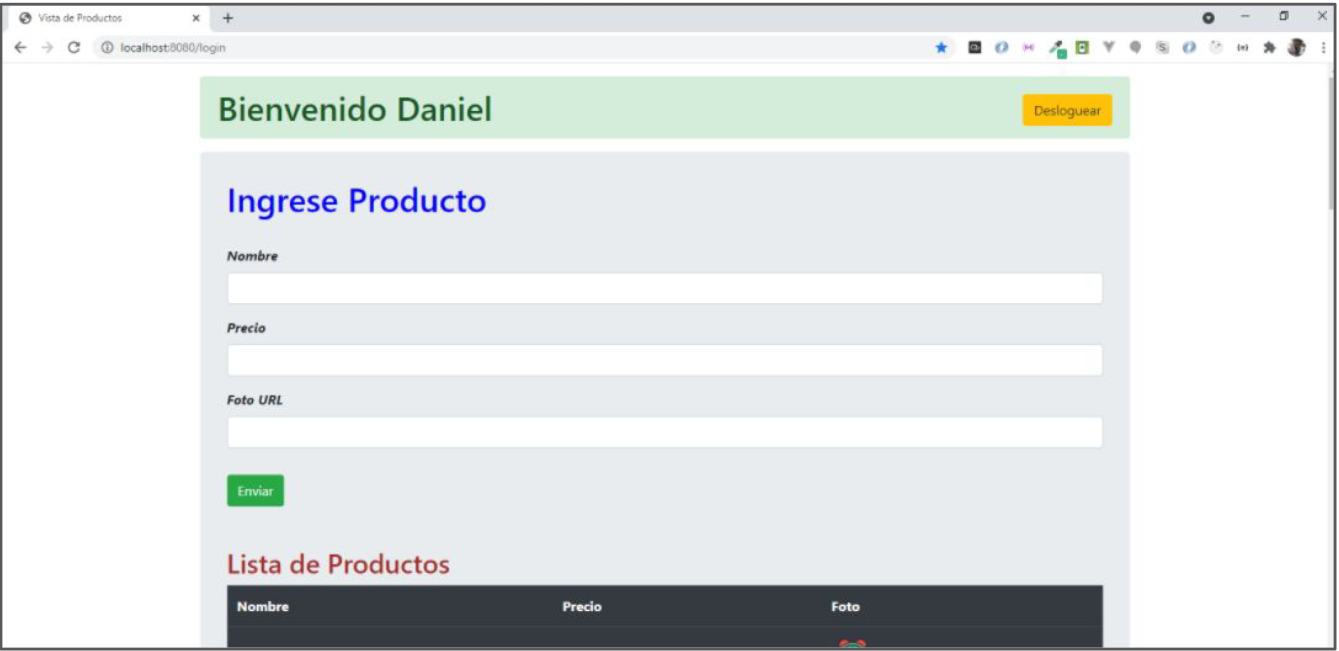 Vista de Productos
localhost:8080/login
Bienvenido Daniel
Desloguear
Ingrese Producto
Nombre
Precio
Foto URL
Enviar
Lista de Productos
Nombre Precio Foto